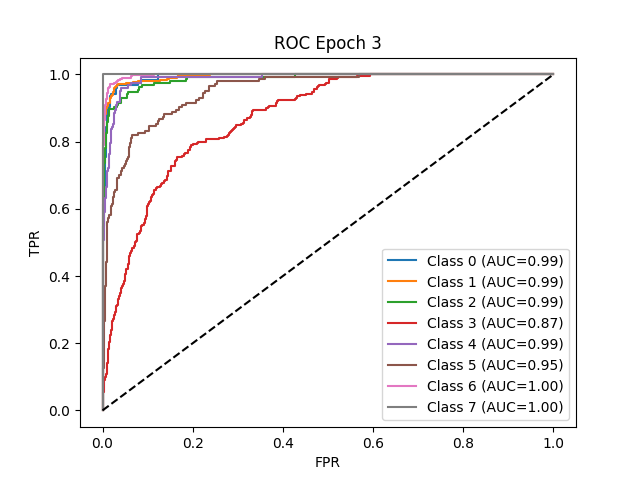 ROC Epoch 3
TPR
1.0
0.8
0.6
0.4
0.2
0.0
Class 0 (AUC=0.99)
Class 1 (AUC=0.99)
Class 2 (AUC=0.99)
Class 3 (AUC=0.87)
Class 4 (AUC=0.99)
Class 5 (AUC=0.95)
Class 6 (AUC=1.00)
Class 7 (AUC=1.00)
0.0 0.2 0.4 0.6 0.8 1.0
FPR